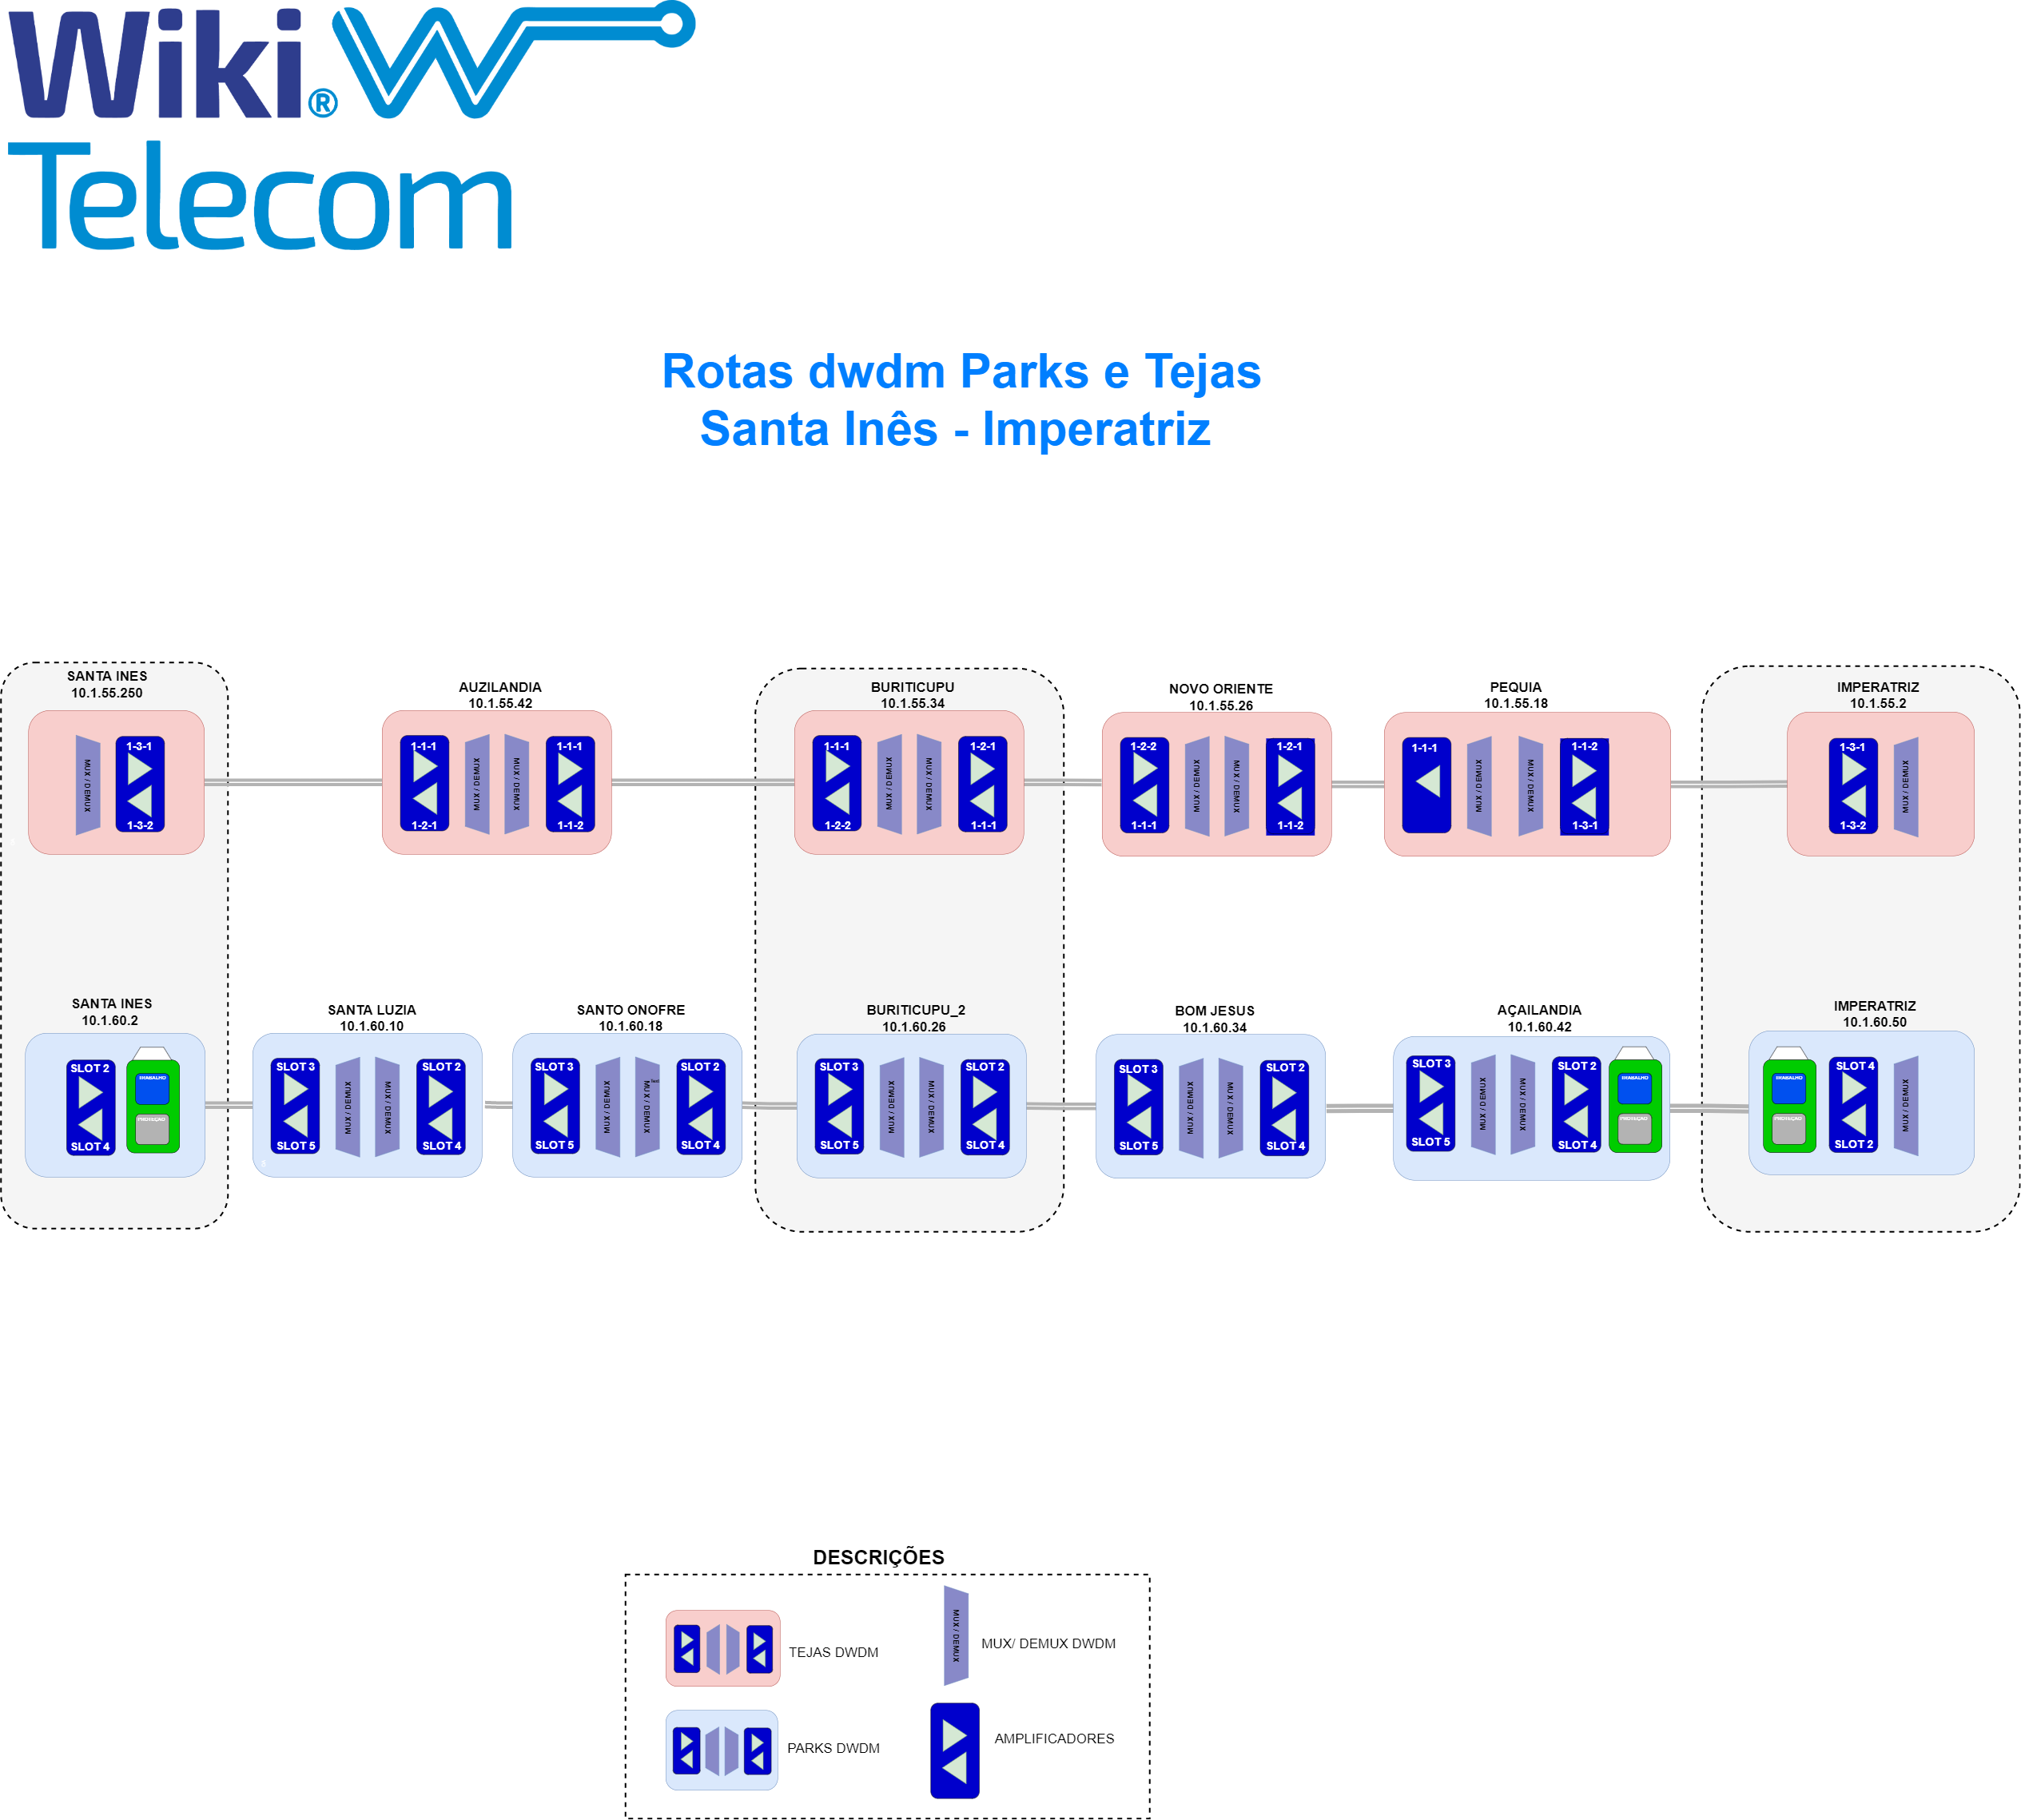 Wiki®
Telecom
Rotas dwdm Parks e Tejas
Santa Inês - Imperatriz
SANTA INES
10.1.55.250
MUX / DEMUX
1-3-1
1-3-2
AUZILANDIA
10.1.55.42
1-1-1
1-2-1
MUX / DEMUX
MUX / DEMUX
1-1-1
1-1-2
BURITICUPU
10.1.55.34
1-1-1
1-2-2
MUX / DEMUX
MUX / DEMUX
1-2-1
1-1-1
NOVO ORIENTE
10.1.55.26
1-2-2
1-1-1
MUX / DEMUX
MUX / DEMUX
1-2-1
1-1-2
PEQUIA
10.1.55.18
1-1-1
MUX / DEMUX
MUX / DEMUX
1-1-2
1-3-1
IMPERATRIZ
10.1.55.2
1-3-1
1-3-2
MUX / DEMUX
SANTA INES
10.1.60.2
SLOT 2
SLOT 4
TRABALHO
PROTEÇÃO
SANTA LUZIA
10.1.60.10
SLOT 3
SLOT 5
MUX / DEMUX
MUX / DEMUX
SLOT 2
SLOT 4
SANTO ONOFRE
10.1.60.18
SLOT 3
SLOT 5
MUX / DEMUX
MUX / DEMUX
SLOT 2
SLOT 4
BURITICUPU_2
10.1.60.26
SLOT 3
SLOT 5
MUX / DEMUX
MUX / DEMUX
SLOT 2
SLOT 4
BOM JESUS
10.1.60.34
SLOT 3
SLOT 5
MUX / DEMUX
MUX / DEMUX
SLOT 2
SLOT 4
AÇAILANDIA
10.1.60.42
SLOT 3
SLOT 5
MUX / DEMUX
MUX / DEMUX
SLOT 2
SLOT 4
TRABALHO
PROTEÇÃO
IMPERATRIZ
10.1.60.50
TRABALHO
PROTEÇÃO
SLOT 4
SLOT 2
MUX / DEMUX
DESCRIÇÕES
TEJAS DWDM
MUX / DEMUX
MUX/ DEMUX DWDM
PARKS DWDM
AMPLIFICADORES